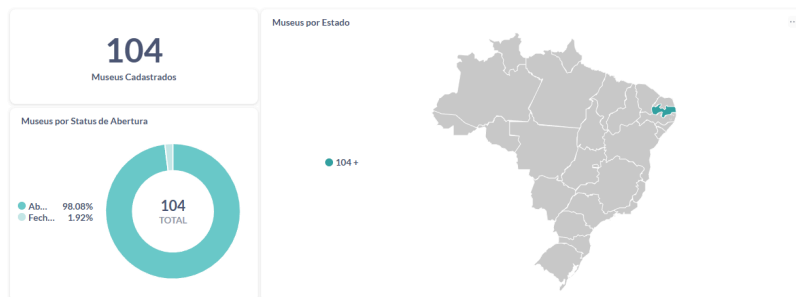 104
Museus Cadastrados
Museus por Status de Abertura
Ab... 98.08%
Fech... 1.92%
104
TOTAL
Museus por Estado
104 +